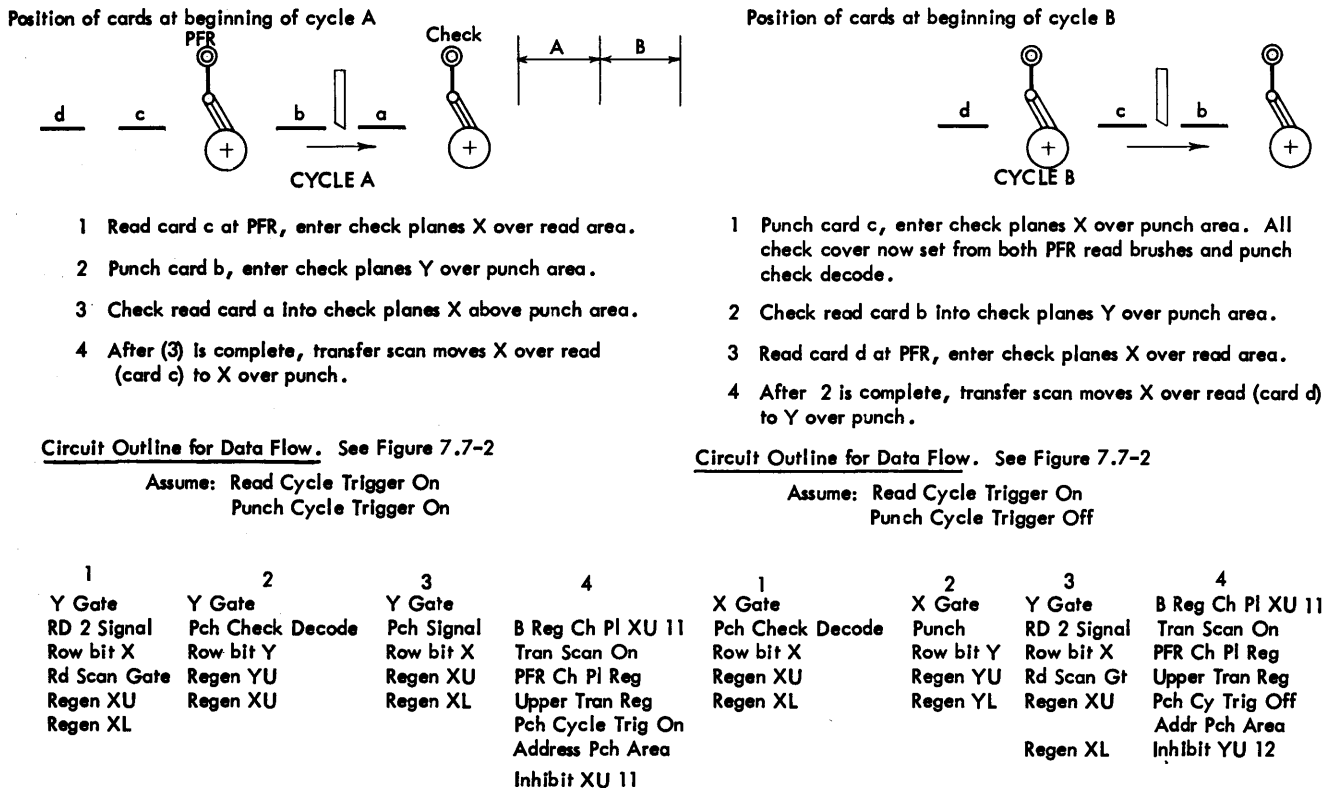 Position of cards at beginning of cycle A
PFR
Check
A
B
d
c
b
a
+
+
CYCLE A
1 Read card c at PFR, enter check planes X over read area.
2 Punch card b, enter check planes Y over punch area.
3 Check read card a into check planes X above punch area.
4 After (3) is complete, transfer scan moves X over read
(card c) to X over punch.
Circuit Outline for Data Flow. See Figure 7.7-2
Assume: Read Cycle Trigger On
Punch Cycle Trigger On
1
Y Gate
RD 2 Signal
Row bit X
Rd Scan Gate
Regen XU
Regen XL
2
Y Gate
Pch Check Decode
Row bit Y
Regen YU
Regen XU
3
Y Gate
Pch Signal
Row bit X
Regen XU
Regen XL
4
B Reg Ch Pl XU 11
Tran Scan On
PFR Ch Pl Reg
Upper Tran Reg
Pch Cycle Trig On
Address Pch Area
Inhibit XU 11
Position of cards at beginning of cycle B
d
c
b
+
+
CYCLE B
1 Punch card c, enter check planes X over punch area. All
check cover now set from both PFR read brushes and punch
check decode.
2 Check read card b into check planes Y over punch area.
3 Read card d at PFR, enter check planes X over read area.
4 After 2 is complete, transfer scan moves X over read (card d)
to Y over punch.
Circuit Outline for Data Flow. See Figure 7.7-2
Assume: Read Cycle Trigger On
Punch Cycle Trigger Off
1
X Gate
Pch Check Decode
Row bit X
Regen XU
Regen XL
2
X Gate
Punch
Row bit Y
Regen YU
Regen YL
3
Y Gate
RD 2 Signal
Row bit X
Rd Scan Gt
Regen XU
Regen XL
4
B Reg Ch Pl XU 11
Tran Scan On
PFR Ch Pl Reg
Upper Tran Reg
Pch Cy Trig Off
Addr Pch Area
Inhibit YU 12